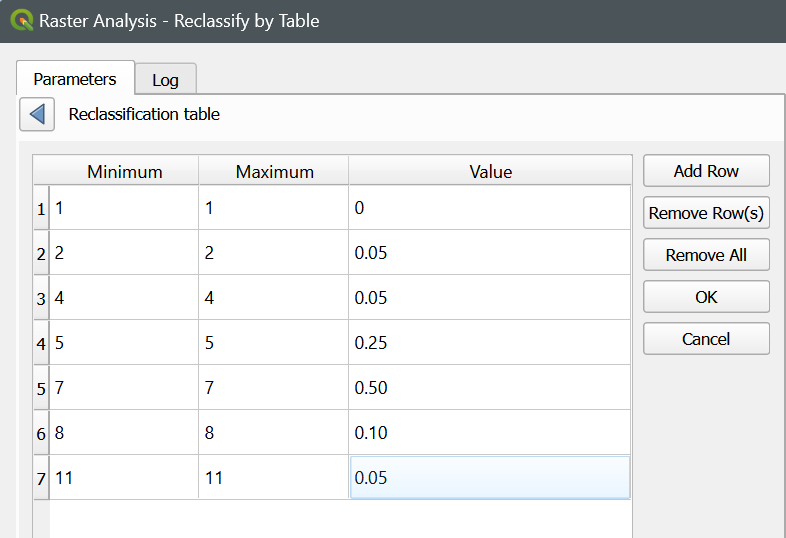 Raster Analysis - Reclassify by Table
Parameters Log
Reclassification table
Minimum Maximum Value
1 1 1 0
2 2 2 0.05
3 4 4 0.05
4 5 5 0.25
5 7 7 0.50
6 8 8 0.10
7 11 11 0.05
Add Row
Remove Row(s)
Remove All
OK
Cancel